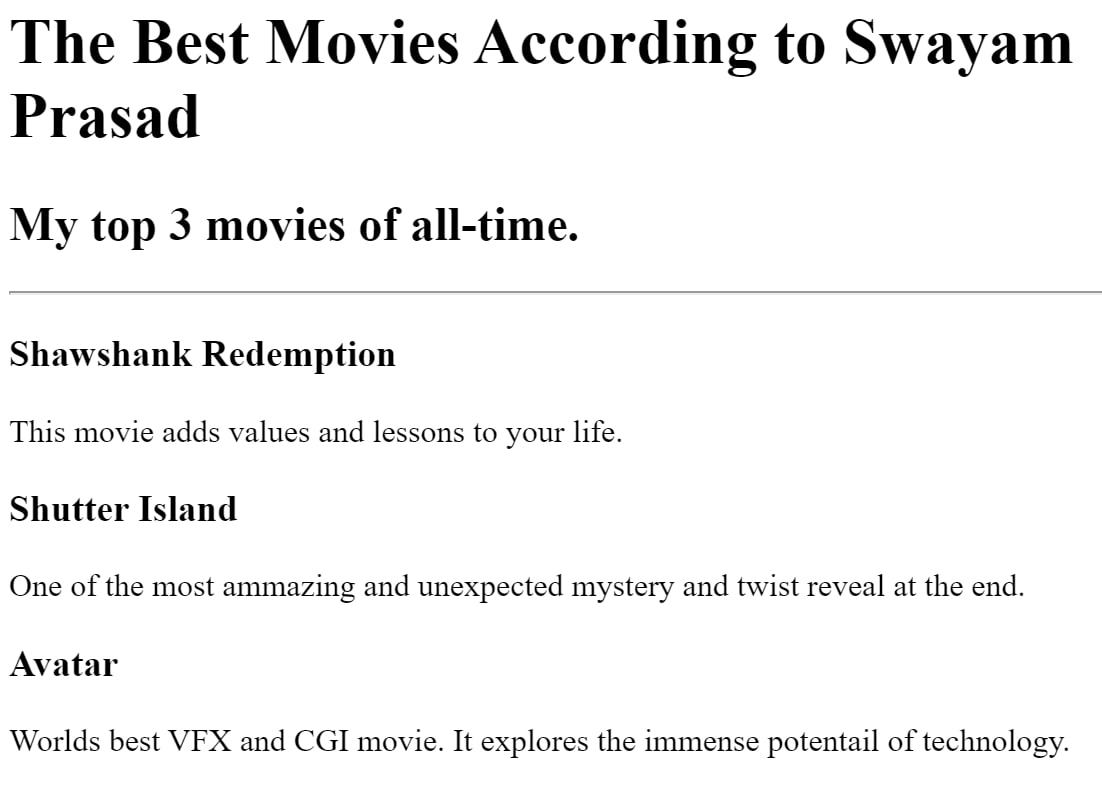 The Best Movies According to Swayam
Prasad
My top 3 movies of all-time.
Shawshank Redemption
This movie adds values and lessons to your life.
Shutter Island
One of the most ammazing and unexpected mystery and twist reveal at the end.
Avatar
Worlds best VFX and CGI movie. It explores the immense potentail of technology.